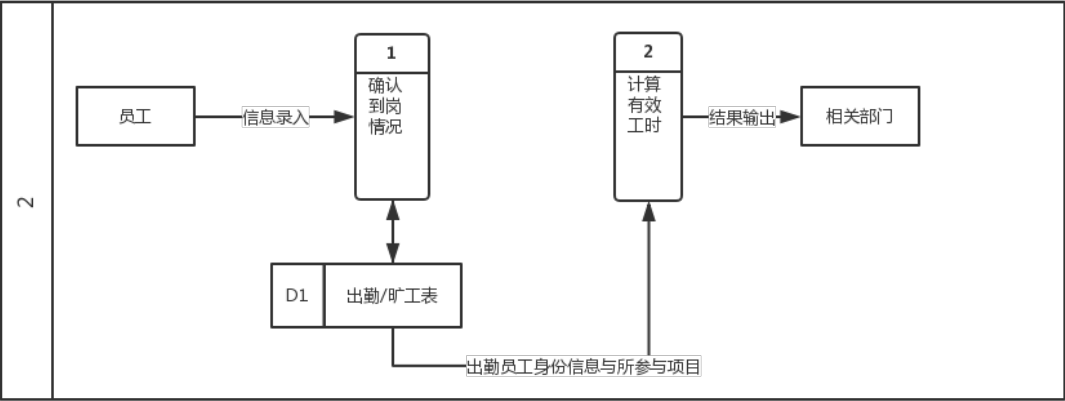 2
员工
信息录入
1
确认
到岗
情况
2
计算
有效
工时
结果输出
相关部门
D1
出勤/旷工表
出勤员工身份信息与所参与项目